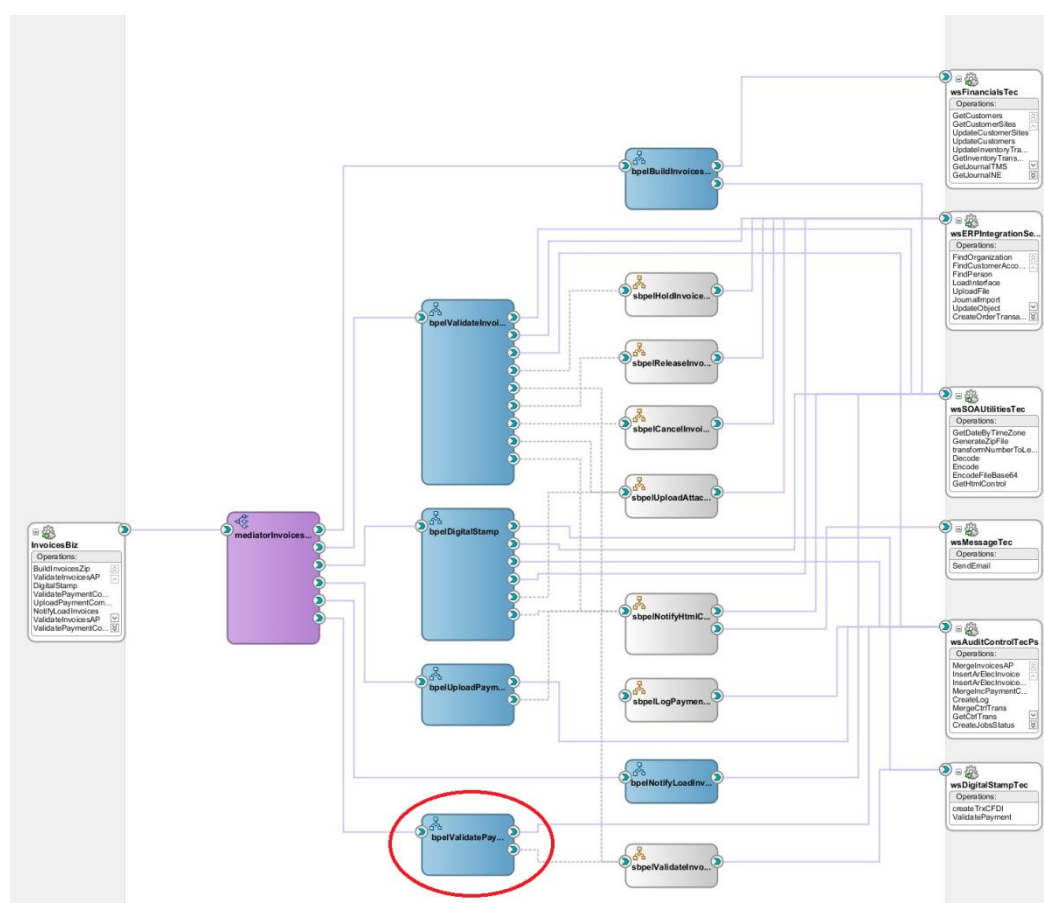 InvoicesBiz
Operations:
BuildInvoicesZip
ValidateInvoicesAP
DigitalStamp
ValidatePaymentCo...
UploadPaymentCom...
NotifyLoadInvoices
ValidateInvoicesAP
ValidatePaymentCo...
mediatorInvoices...
bpelValidateInvoi...
bpelDigitalStamp
bpelUploadPaym...
bpelValidatePay...
bpelBuildInvoices...
sbpelHoldInvoice...
sbpelReleaseInvo...
sbpelCancelInvoi...
sbpelUploadAttac...
sbpelNotifyHtmlC...
sbpelLogPaymen...
bpelNotifyLoadInv...
sbpelValidateInvo...
wsFinancialsTec
Operations:
GetCustomers
GetCustomerSites
UpdateCustomerSites
UpdateCustomers
UpdateInventoryTra...
GetInventoryTrans...
GetJournalTMS
GetJournalNE
wsERPIntegrationSe...
Operations:
FindOrganization
FindCustomerAcco...
FindPerson
LoadInterface
UploadFile
JournalImport
UpdateObject
CreateOrderTransa...
wsSOAUtilitiesTec
Operations:
GetDateByTimeZone
GenerateZipFile
transformNumberToLe...
Decode
Encode
EncodeFileBase64
GetHtmlControl
wsMessageTec
Operations:
SendEmail
wsAuditControlTecPs
Operations:
MergeInvoicesAP
InsertArElecInvoice
InsertArElecInvoice...
MergeIncPaymentC...
CreateLog
MergeCtrlTrans
GetCtrlTrans
CreateJobsStatus
wsDigitalStampTec
Operations:
createTrxCFDI
ValidatePayment